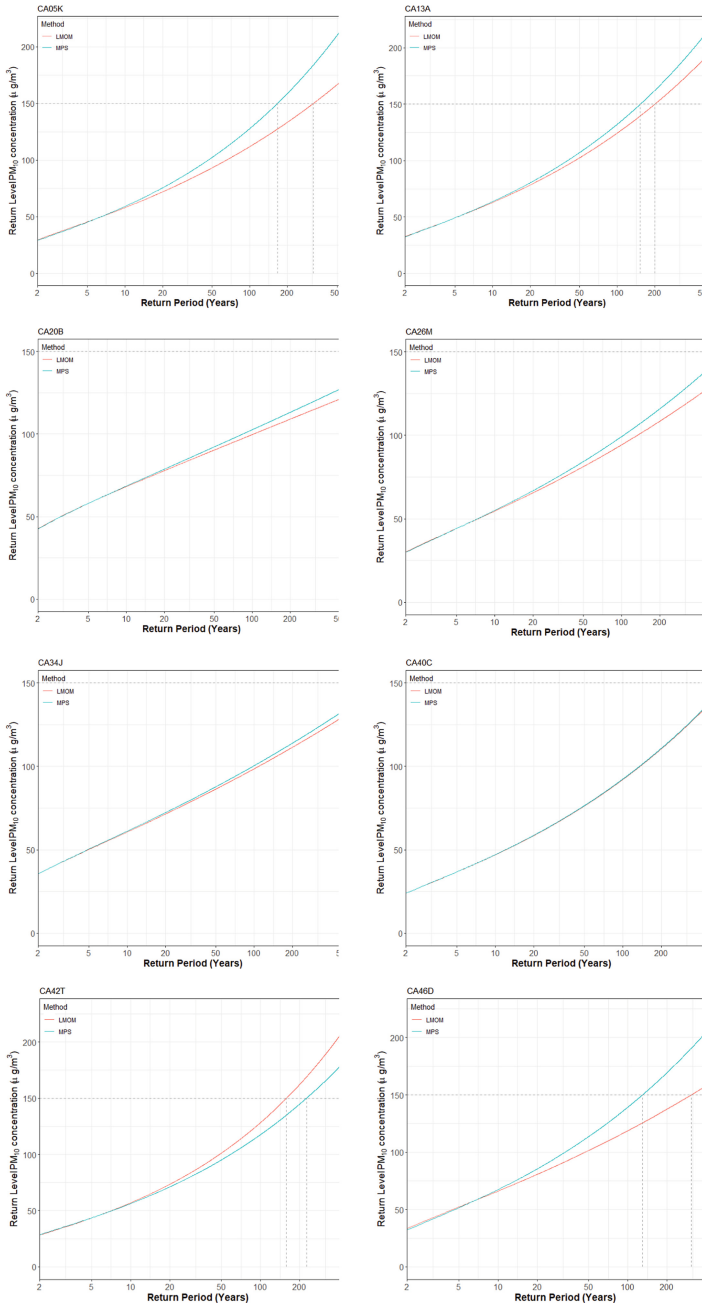 CA05K
Method
LMOM
MPS
Return Level PM10 concentration (μ g/m3)
200
150
100
50
0
2 5 10 20 50 100 200 50
Return Period (Years)
CA13A
Method
LMOM
MPS
Return Level PM10 concentration (μ g/m3)
200
150
100
50
0
2 5 10 20 50 100 200 50
Return Period (Years)
CA20B
Method
LMOM
MPS
Return Level PM10 concentration (μ g/m3)
150
100
50
0
2 5 10 20 50 100 200 5
Return Period (Years)
CA26M
Method
LMOM
MPS
Return Level PM10 concentration (μ g/m3)
150
100
50
0
2 5 10 20 50 100 200
Return Period (Years)
CA34J
Method
LMOM
MPS
Return Level PM10 concentration (μ g/m3)
150
100
50
0
2 5 10 20 50 100 200 5
Return Period (Years)
CA40C
Method
LMOM
MPS
Return Level PM10 concentration (μ g/m3)
150
100
50
0
2 5 10 20 50 100 200
Return Period (Years)
CA42T
Method
LMOM
MPS
Return Level PM10 concentration (μ g/m3)
200
150
100
50
0
2 5 10 20 50 100 200
Return Period (Years)
CA46D
Method
LMOM
MPS
Return Level PM10 concentration (μ g/m3)
200
150
100
50
0
2 5 10 20 50 100 200
Return Period (Years)